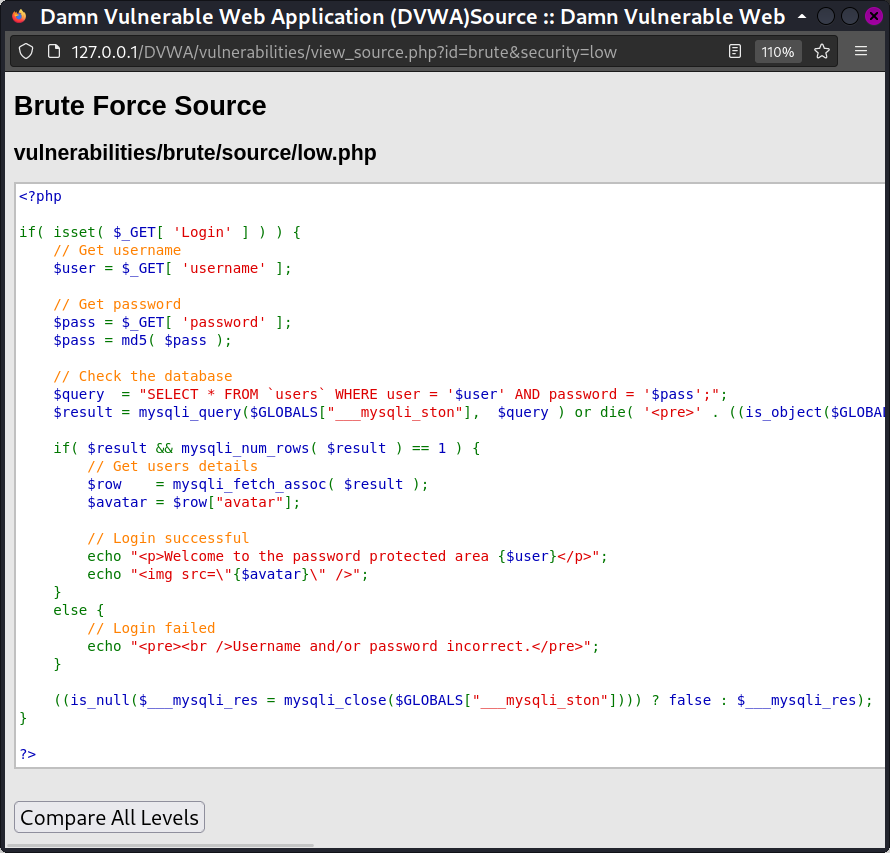 Damn Vulnerable Web Application (DVWA)Source :: Damn Vulnerable Web
127.0.0.1/DVWA/vulnerabilities/view_source.php?id=brute&security=low 110%
Brute Force Source
vulnerabilities/brute/source/low.php
<?php
if( isset( $_GET[ 'Login' ] ) ) {
    // Get username
    $user = $_GET[ 'username' ];
    // Get password
    $pass = $_GET[ 'password' ];
    $pass = md5( $pass );
    // Check the database
    $query  = "SELECT * FROM `users` WHERE user = '$user' AND password = '$pass';";
    $result = mysqli_query($GLOBALS["___mysqli_ston"],  $query ) or die( '<pre>' . ((is_object($GLOBAL
    if( $result && mysqli_num_rows( $result ) == 1 ) {
        // Get users details
        $row    = mysqli_fetch_assoc( $result );
        $avatar = $row["avatar"];
        // Login successful
        echo "<p>Welcome to the password protected area {$user}</p>";
        echo "<img src=\"{$avatar}\" />";
    }
    else {
        // Login failed
        echo "<pre><br />Username and/or password incorrect.</pre>";
    }
    ((is_null($___mysqli_res = mysqli_close($GLOBALS["___mysqli_ston"]))) ? false : $___mysqli_res);
}
?>
Compare All Levels